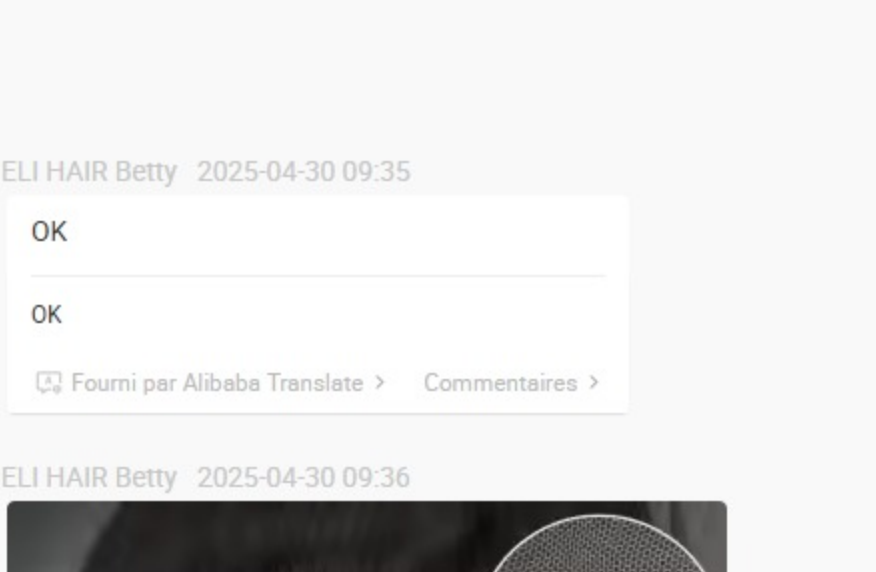 ELI HAIR Betty 2025-04-30 09:35
OK
OK
Fourni par Alibaba Translate > Commentaires >
ELI HAIR Betty 2025-04-30 09:36